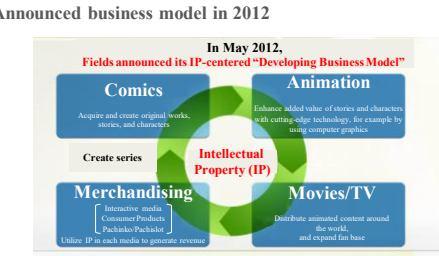 Announced business model in 2012
In May 2012,
Fields announced its IP-centered “Developing Business Model”
Comics
Acquire and create original works,
stories, and characters
Animation
Enhance added value of stories and characters
with cutting-edge technology, for example by
using computer graphics
Create series
Intellectual
Property (IP)
Merchandising
Interactive media
Consumer Products
Pachinko/Pachislot
Utilize IP in each media to generate revenue
Movies/TV
Distribute animated content around
the world,
and expand fan base